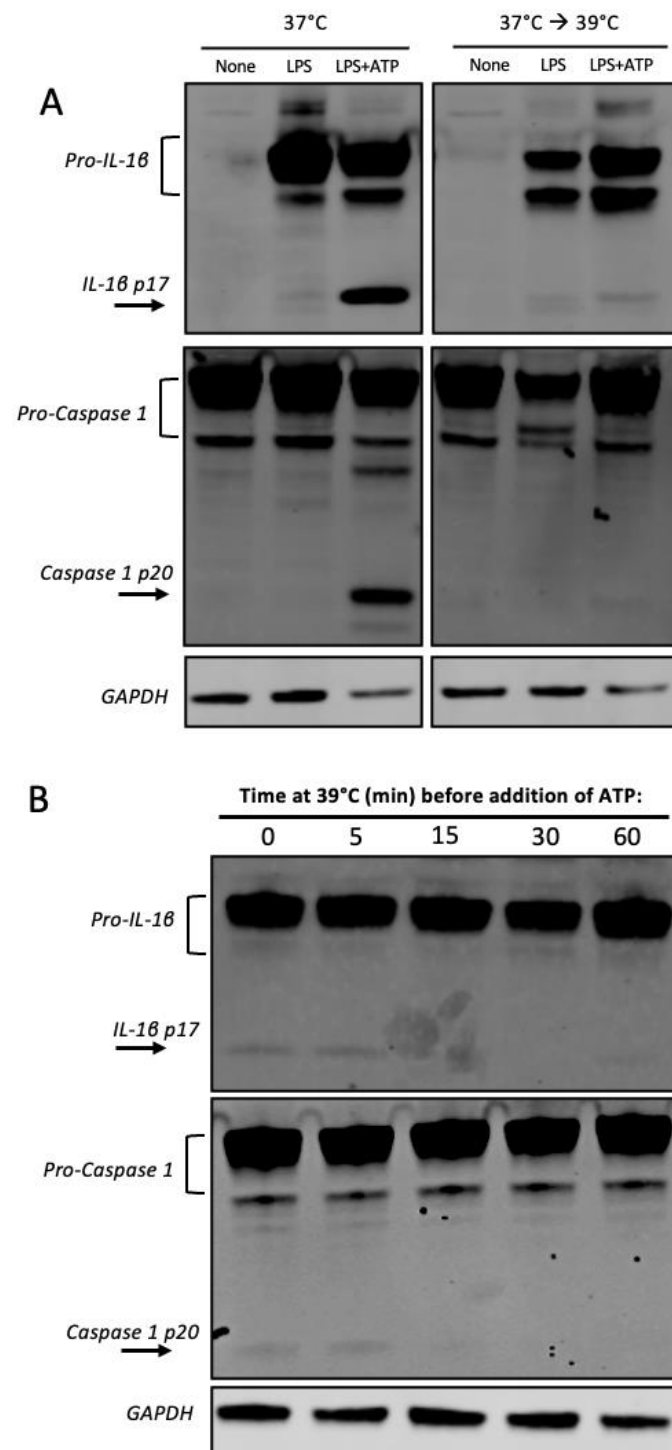 37°C 37°C → 39°C
None LPS LPS+ATP None LPS LPS+ATP
A
Pro-IL-1β
IL-1β p17
Pro-Caspase 1
Caspase 1 p20
GAPDH
B Time at 39°C (min) before addition of ATP:
0 5 15 30 60
Pro-IL-1β
IL-1β p17
Pro-Caspase 1
Caspase 1 p20
GAPDH